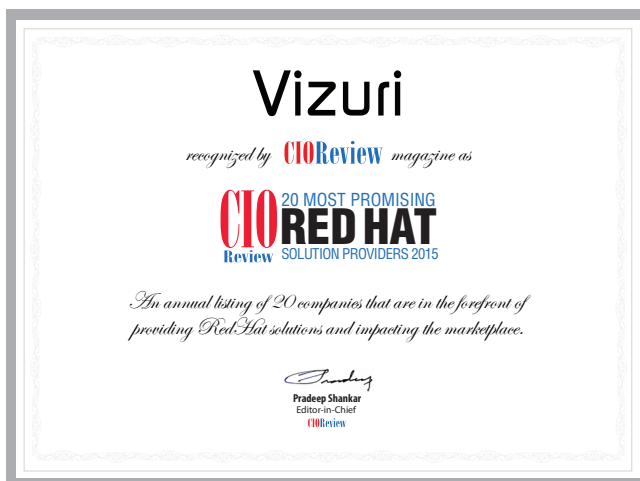 Vizuri
recognized by CIOReview magazine as
CIO Review
20 MOST PROMISING
RED HAT
SOLUTION PROVIDERS 2015
An annual listing of 20 companies that are in the forefront of
providing RedHat solutions and impacting the marketplace.
Pradeep
Pradeep Shankar
Editor-in-Chief
CIOReview